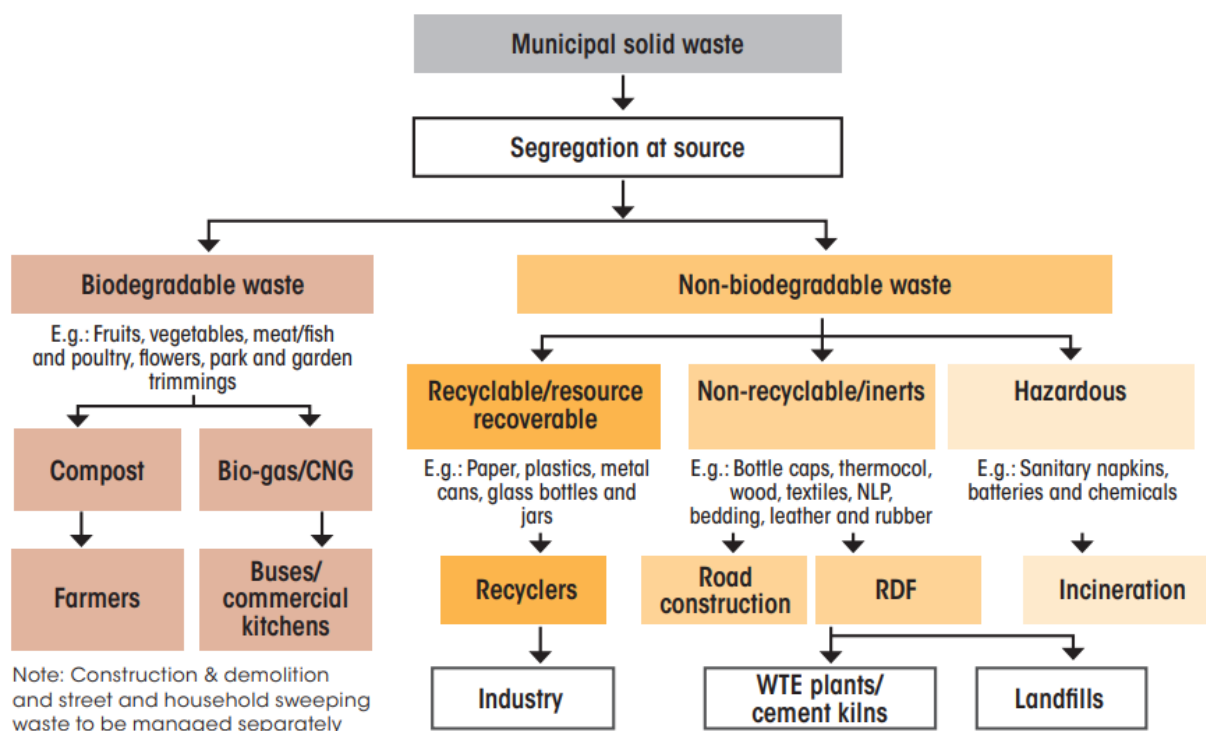 Municipal solid waste
Segregation at source
Biodegradable waste
E.g.: Fruits, vegetables, meat/fish
and poultry, flowers, park and garden
trimmings
Compost
Bio-gas/CNG
Farmers
Buses/
commercial
kitchens
Note: Construction & demolition
and street and household sweeping
waste to be managed separately
Non-biodegradable waste
Recyclable/resource
recoverable
E.g.: Paper, plastics, metal
cans, glass bottles and
jars
Recyclers
Industry
Non-recyclable/inerts
E.g.: Bottle caps, thermocol,
wood, textiles, NLP,
bedding, leather and rubber
Road
construction
RDF
WTE plants/
cement kilns
Landfills
Hazardous
E.g.: Sanitary napkins,
batteries and chemicals
Incineration